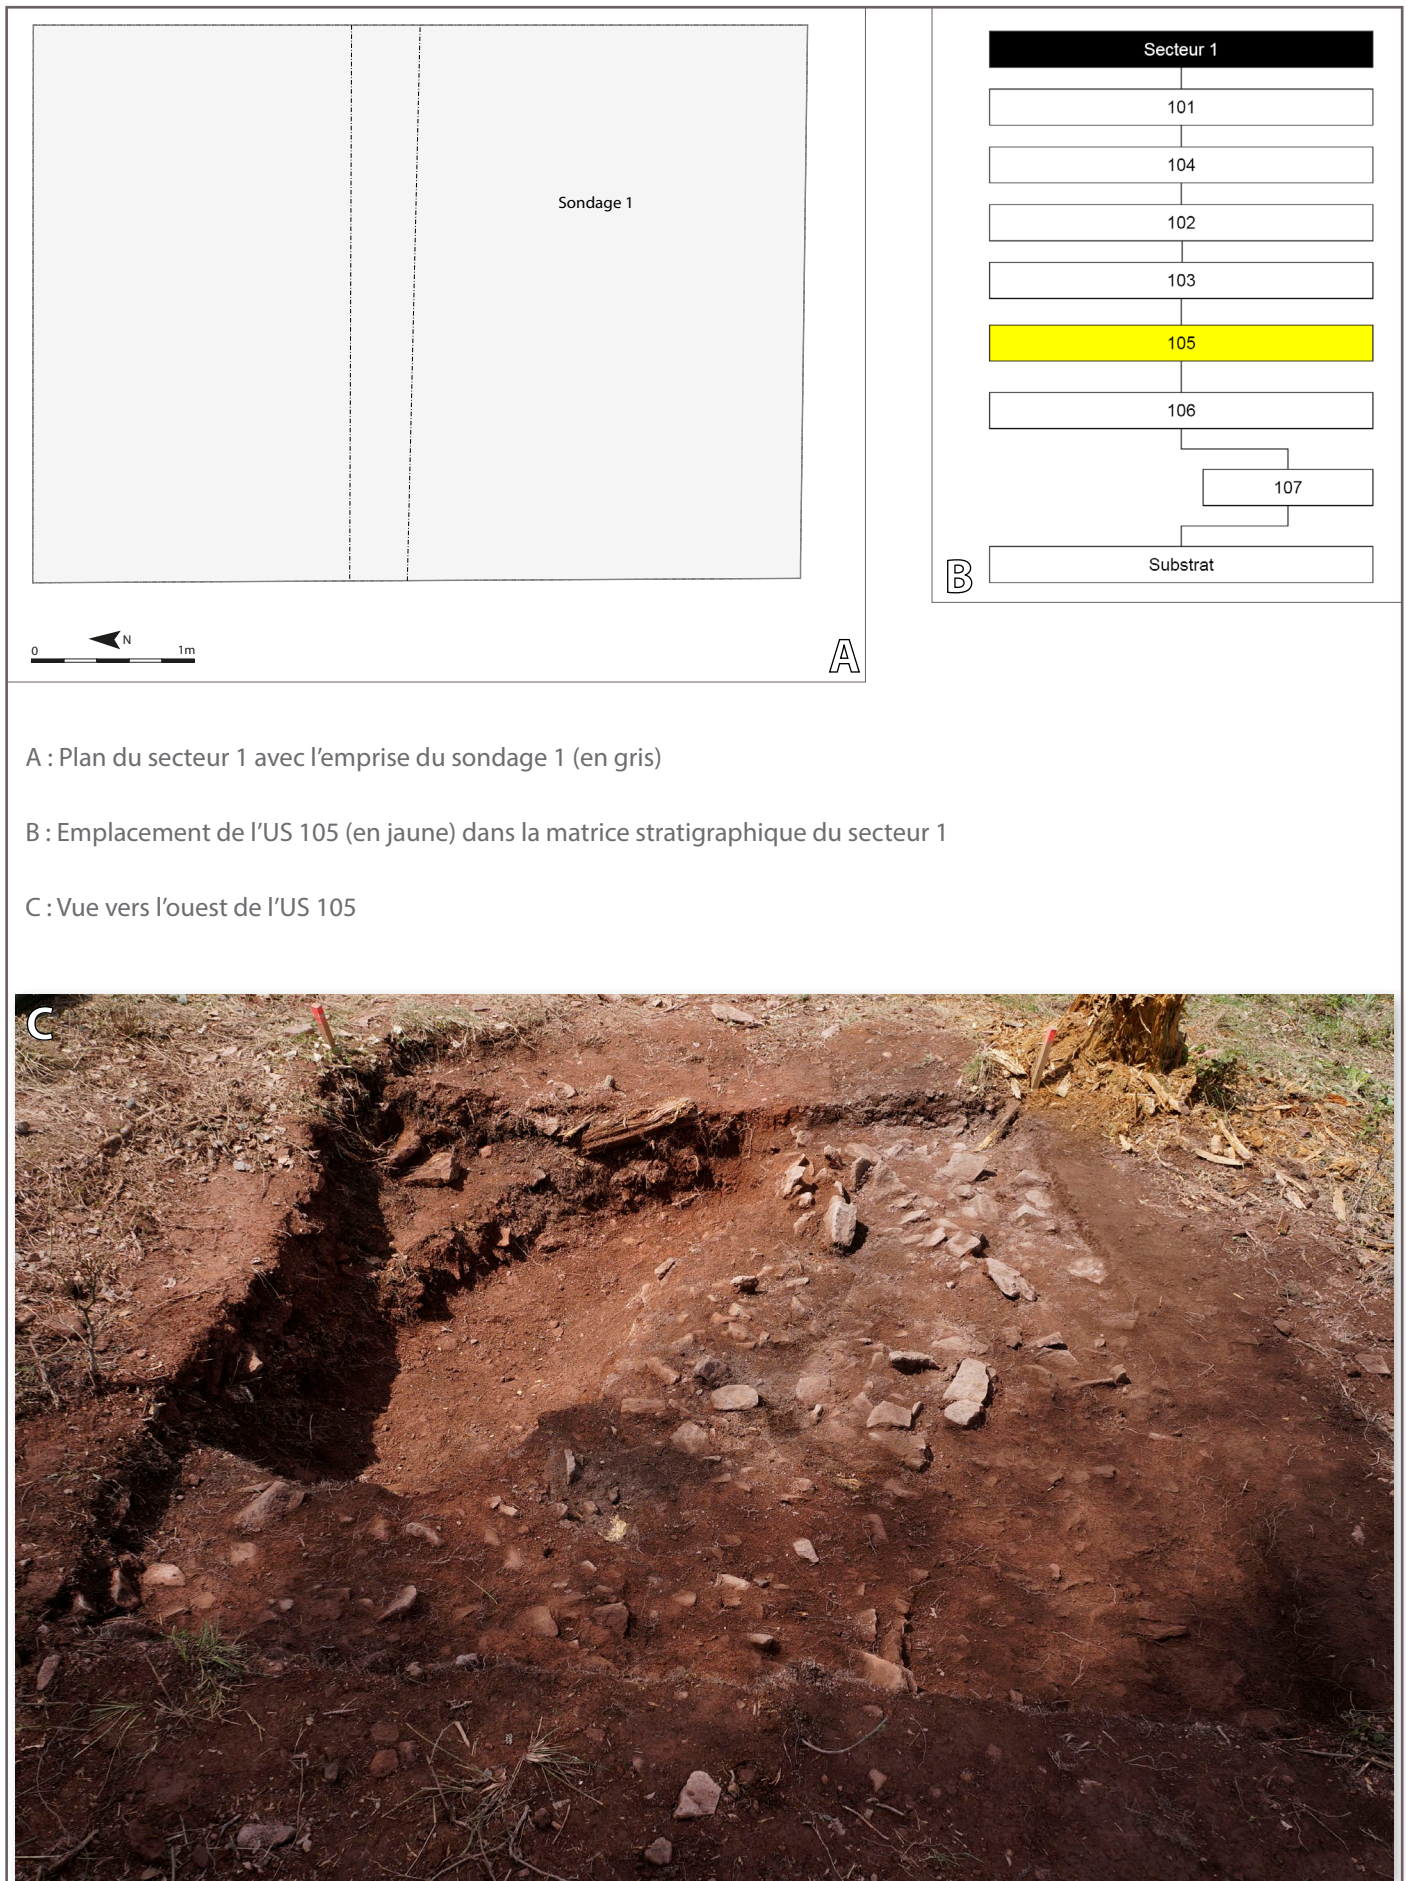 Sondage 1
N
0 1m
A
Secteur 1
101
104
102
103
105
106
107
Substrat
B
A : Plan du secteur 1 avec l’emprise du sondage 1 (en gris)
B : Emplacement de l’US 105 (en jaune) dans la matrice stratigraphique du secteur 1
C : Vue vers l’ouest de l’US 105
C